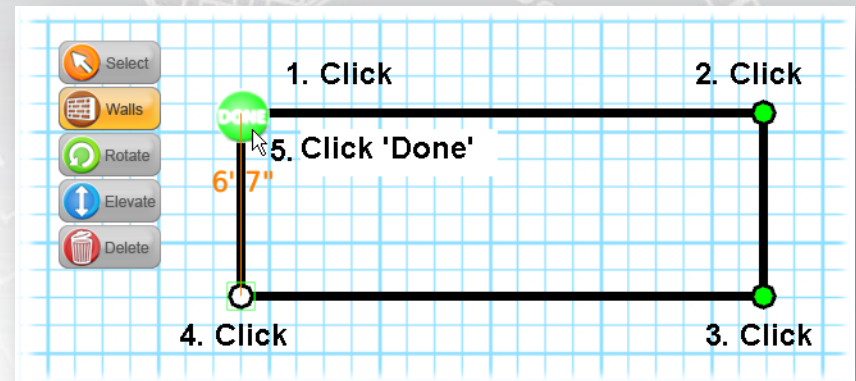 Select
Walls
Rotate
Elevate
Delete
1. Click
2. Click
DONE
5. Click 'Done'
6' 7"
4. Click
3. Click